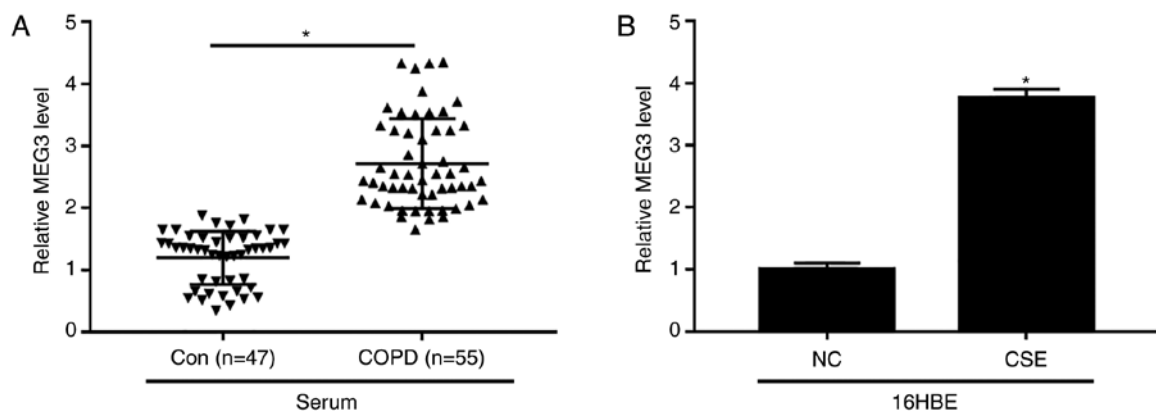 A
Relative MEG3 level
5
4
3
2
1
0
*
Con (n=47)
COPD (n=55)
Serum
B
Relative MEG3 level
5
4
3
2
1
0
*
NC
CSE
16HBE